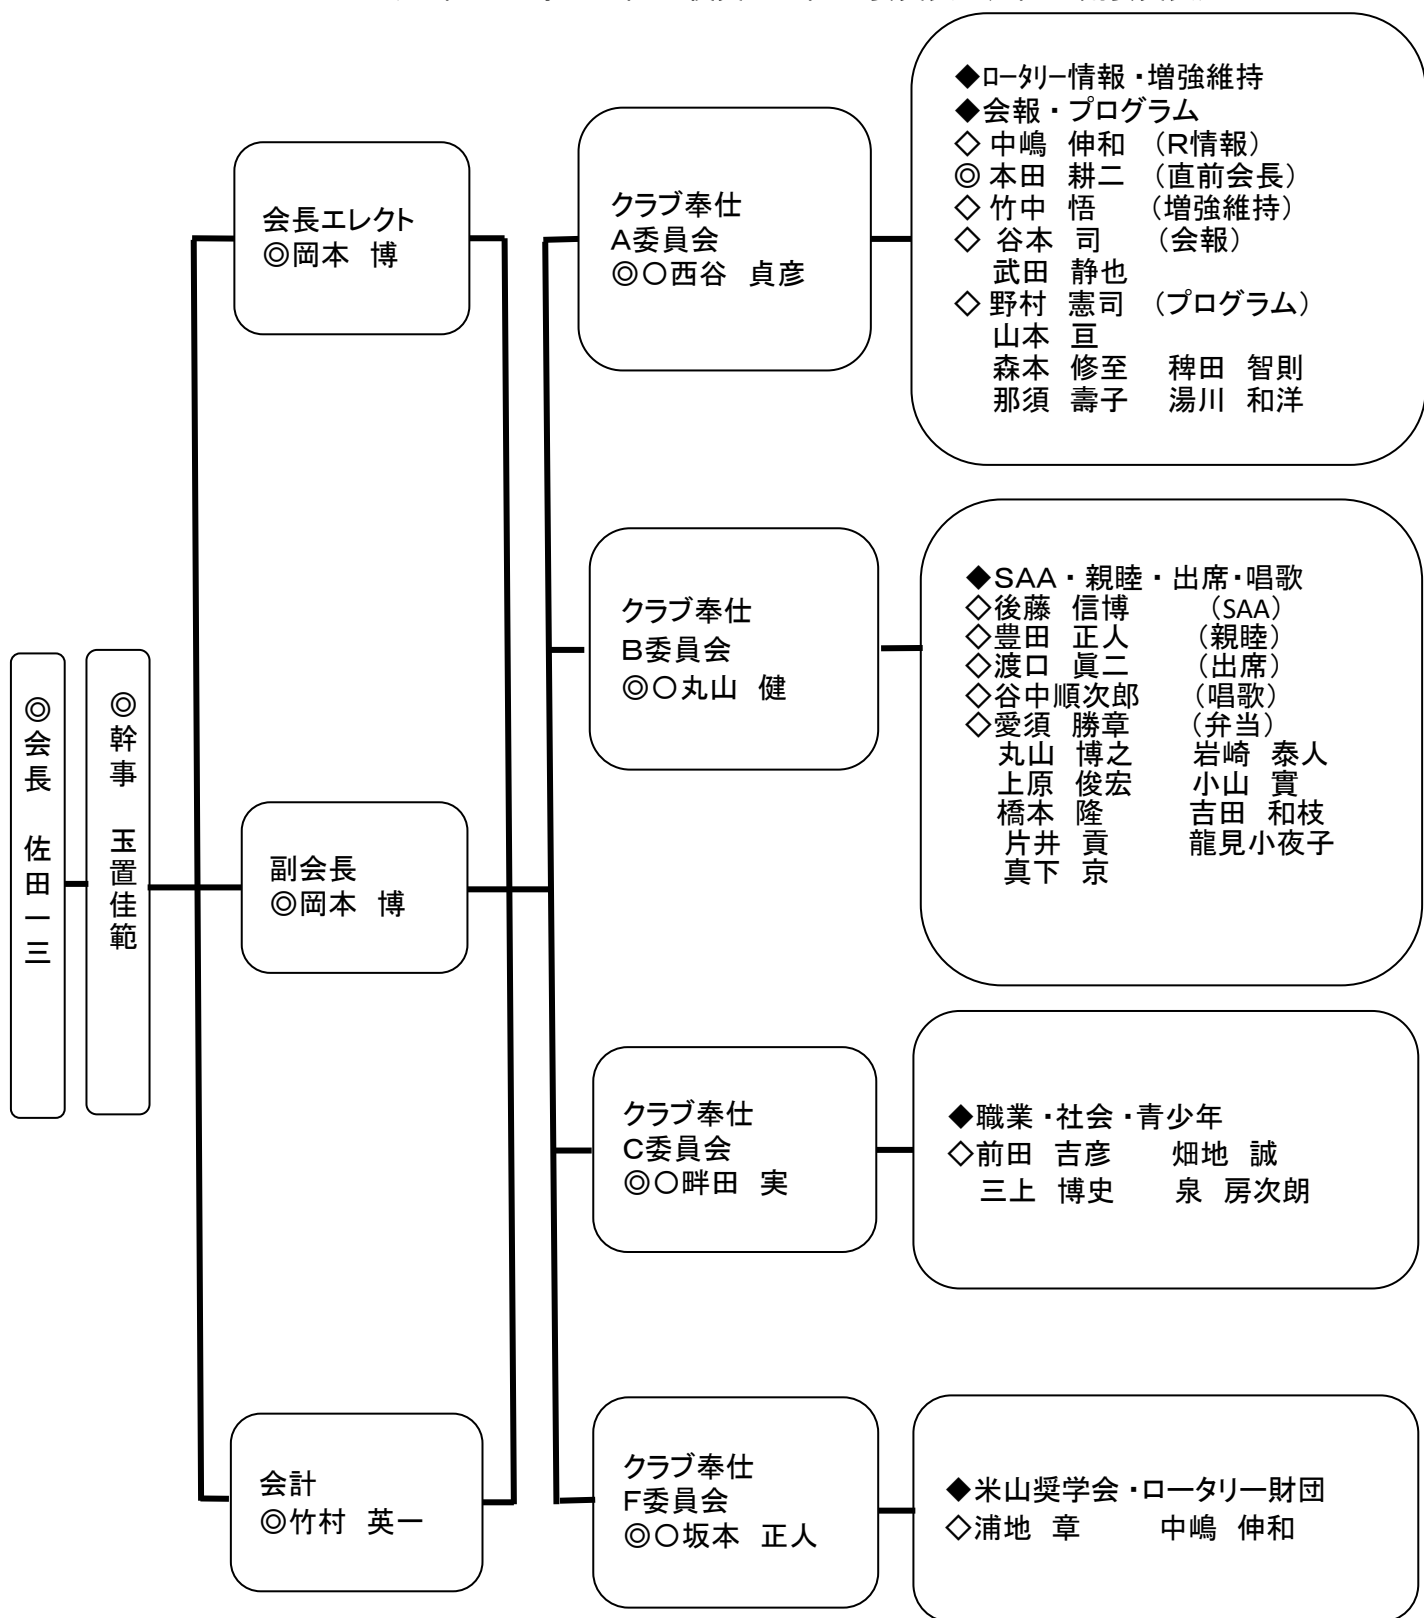 ◎会長　佐田一三
◎幹事　玉置佳範
会長エレクト
◎岡本　博
副会長
◎岡本　博
会計
◎竹村　英一
クラブ奉仕
A委員会
◎〇西谷　貞彦
クラブ奉仕
B委員会
◎〇丸山　健
クラブ奉仕
C委員会
◎〇畔田　実
クラブ奉仕
F委員会
◎〇坂本　正人
◆ロータリー情報・増強維持
◆会報・プログラム
◇中嶋　伸和　（R情報）
◎本田　耕二　（直前会長）
◇竹中　悟　（増強維持）
◇谷本　司　（会報）
武田　静也
◇野村　憲司　（プログラム）
山本　亘
森本　修至　稗田　智則
那須　壽子　湯川　和洋
◆SAA・親睦・出席・唱歌
◇後藤　信博　（SAA）
◇豊田　正人　（親睦）
◇渡口　眞二　（出席）
◇谷中順次郎　（唱歌）
◇愛須　勝章　（弁当）
丸山　博之　岩崎　泰人
上原　俊宏　小山　實
橋本　隆　吉田　和枝
片井　貢　龍見小夜子
真下　京
◆職業・社会・青少年
◇前田　吉彦　畑地　誠
三上　博史　泉　房次朗
◆米山奨学会・ロータリー財団
◇浦地　章　中嶋　伸和